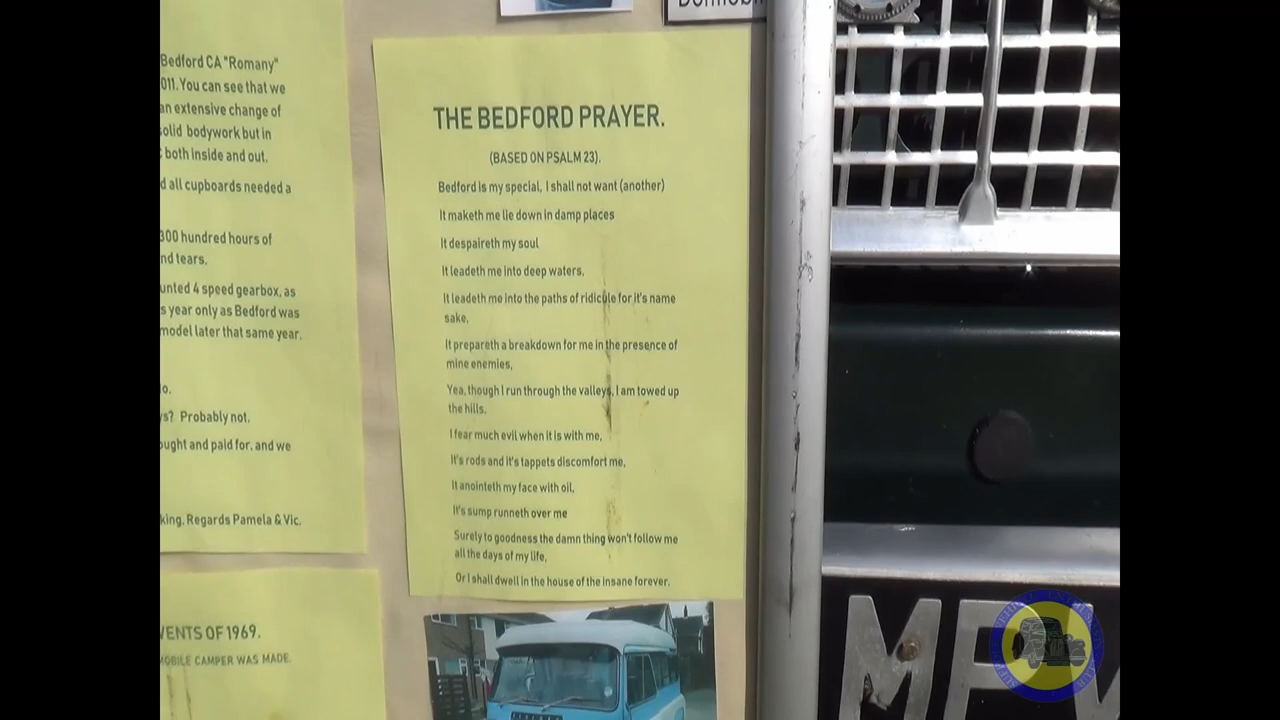 Bedford CA "Romany"
011. You can see that we
an extensive change of
solid bodywork but in
both inside and out.
d all cupboards needed a
300 hundred hours of
nd tears.
unted 4 speed gearbox, as
s year only as Bedford was
model later that same year.
o.
ys? Probably not.
ought and paid for, and we
king. Regards Pamela & Vic.
VENTS OF 1969.
MOBILE CAMPER WAS MADE.
THE BEDFORD PRAYER.
(BASED ON PSALM 23).
Bedford is my special, I shall not want (another)
It maketh me lie down in damp places
It despaireth my soul
It leadeth me into deep waters,
It leadeth me into the paths of ridicule for it's name
sake,
It prepareth a breakdown for me in the presence of
mine enemies,
Yea, though I run through the valleys, I am towed up
the hills.
I fear much evil when it is with me,
It's rods and it's tappets discomfort me,
It anointeth my face with oil,
It's sump runneth over me
Surely to goodness the damn thing won't follow me
all the days of my life,
Or I shall dwell in the house of the insane forever.